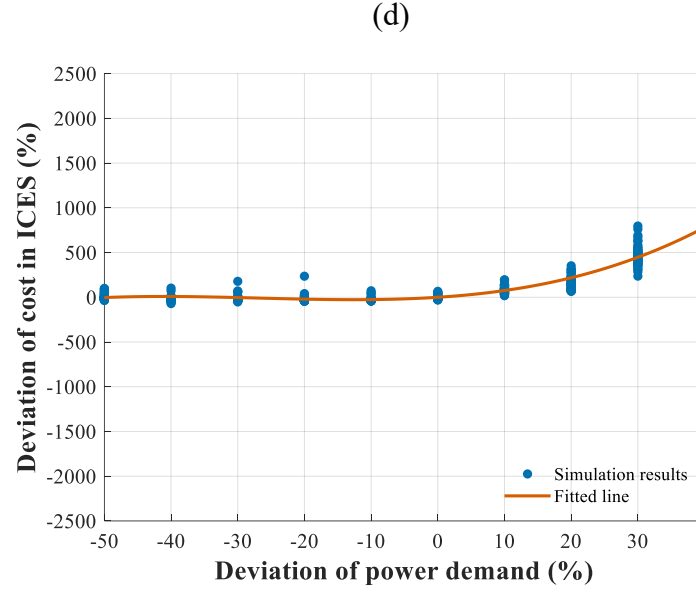 (d)
Deviation of cost in ICES (%)
2500
2000
1500
1000
500
0
-500
-1000
-1500
-2000
-2500
Simulation results
Fitted line
-50 -40 -30 -20 -10 0 10 20 30
Deviation of power demand (%)